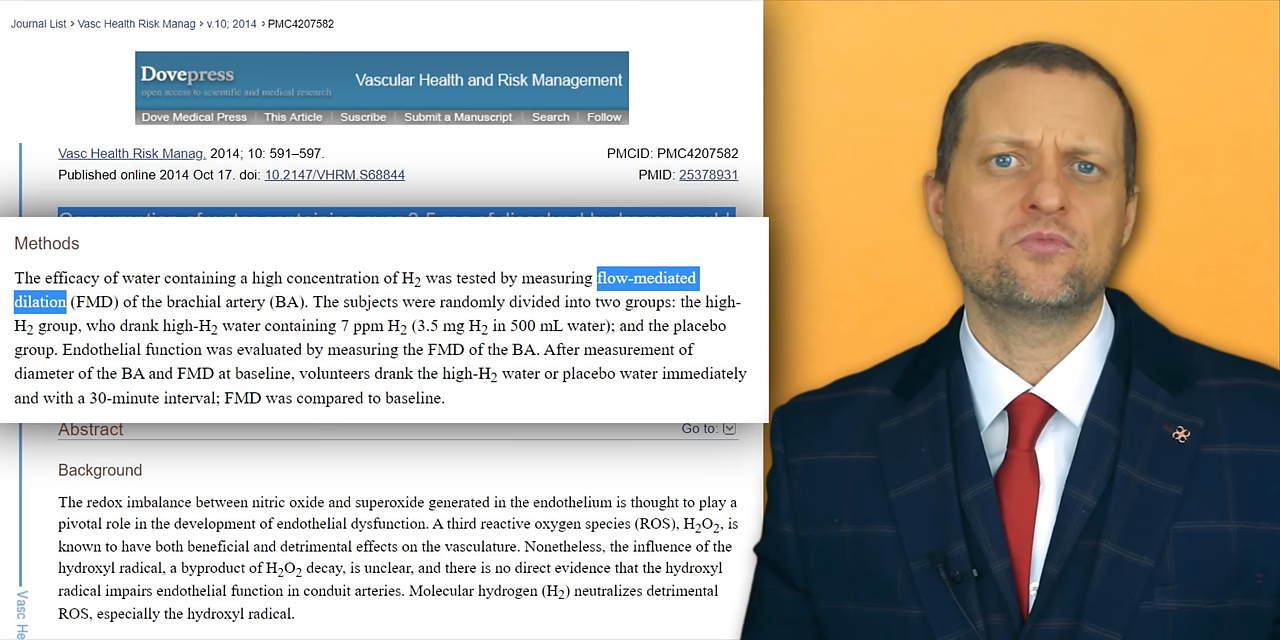 Journal List > Vasc Health Risk Manag > v.10; 2014 > PMC4207582
Dovepress
open access to scientific and medical research
Vascular Health and Risk Management
Dove Medical Press | This Article | Suscribe | Submit a Manuscript | Search | Follow
Vasc Health Risk Manag. 2014; 10: 591–597.
PMCID: PMC4207582
Published online 2014 Oct 17. doi: 10.2147/VHRM.S68844
PMID: 25378931
Methods
The efficacy of water containing a high concentration of H2 was tested by measuring flow-mediated
dilation (FMD) of the brachial artery (BA). The subjects were randomly divided into two groups: the high-
H2 group, who drank high-H2 water containing 7 ppm H2 (3.5 mg H2 in 500 mL water); and the placebo
group. Endothelial function was evaluated by measuring the FMD of the BA. After measurement of
diameter of the BA and FMD at baseline, volunteers drank the high-H2 water or placebo water immediately
and with a 30-minute interval; FMD was compared to baseline.
Abstract
Go to:
Background
The redox imbalance between nitric oxide and superoxide generated in the endothelium is thought to play a
pivotal role in the development of endothelial dysfunction. A third reactive oxygen species (ROS), H2O2, is
known to have both beneficial and detrimental effects on the vasculature. Nonetheless, the influence of the
hydroxyl radical, a byproduct of H2O2 decay, is unclear, and there is no direct evidence that the hydroxyl
radical impairs endothelial function in conduit arteries. Molecular hydrogen (H2) neutralizes detrimental
ROS, especially the hydroxyl radical.
Vasc He